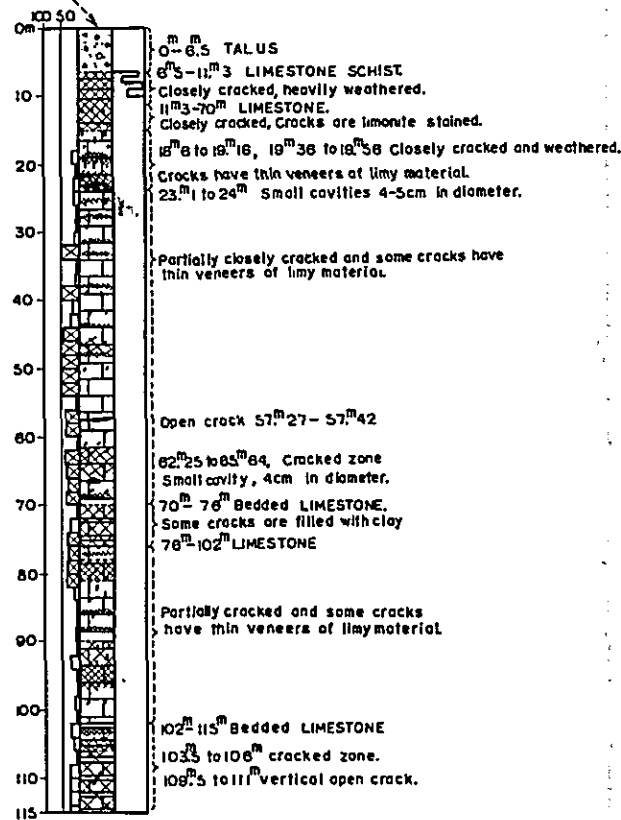 100 50
0m
0–6.5m TALUS
6m5–11m3 LIMESTONE SCHIST.
Closely cracked, heavily weathered.
10
11m3–70m LIMESTONE.
Closely cracked, Cracks are limonite stained.
18m6 to 19m16, 19m36 to 19m56 Closely cracked and weathered.
20
Cracks have thin veneers of limy material.
23m1 to 24m Small cavities 4-5cm in diameter.
30
Partially closely cracked and some cracks have
thin veneers of limy material.
40
50
Open crack 57m27–57m42
60
62m25 to 65m64, Cracked zone
Small cavity, 4cm in diameter.
70
70m–76m Bedded LIMESTONE.
Some cracks are filled with clay
76m–102m LIMESTONE
80
Partially cracked and some cracks
have thin veneers of limy material.
90
100
102m–115m Bedded LIMESTONE
103m5 to 106m cracked zone.
110
109m5 to 111m vertical open crack.
115